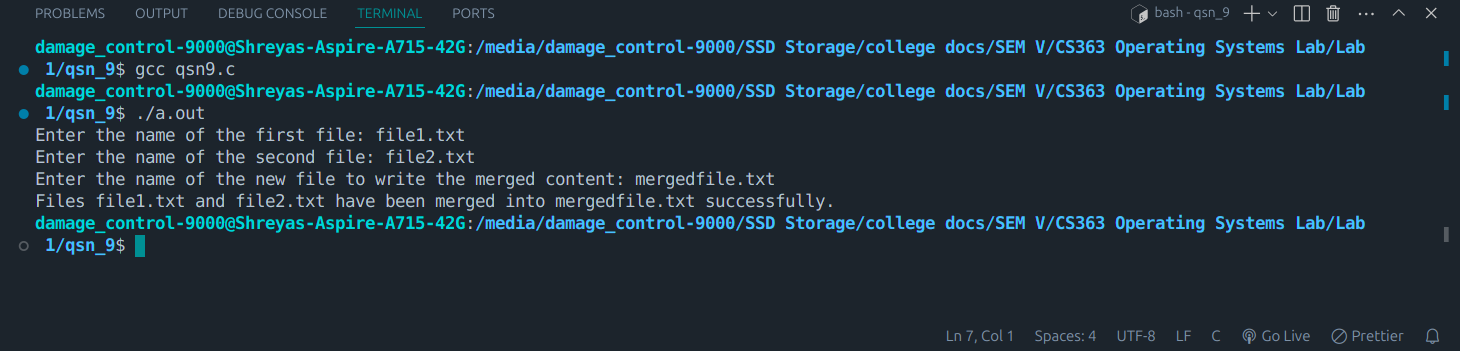 PROBLEMS OUTPUT DEBUG CONSOLE TERMINAL PORTS bash - qsn_9
damage_control-9000@Shreyas-Aspire-A715-42G:/media/damage_control-9000/SSD Storage/college docs/SEM V/CS363 Operating Systems Lab/Lab
1/qsn_9$ gcc qsn9.c
damage_control-9000@Shreyas-Aspire-A715-42G:/media/damage_control-9000/SSD Storage/college docs/SEM V/CS363 Operating Systems Lab/Lab
1/qsn_9$ ./a.out
Enter the name of the first file: file1.txt
Enter the name of the second file: file2.txt
Enter the name of the new file to write the merged content: mergedfile.txt
Files file1.txt and file2.txt have been merged into mergedfile.txt successfully.
damage_control-9000@Shreyas-Aspire-A715-42G:/media/damage_control-9000/SSD Storage/college docs/SEM V/CS363 Operating Systems Lab/Lab
1/qsn_9$
Ln 7, Col 1 Spaces: 4 UTF-8 LF C Go Live Prettier